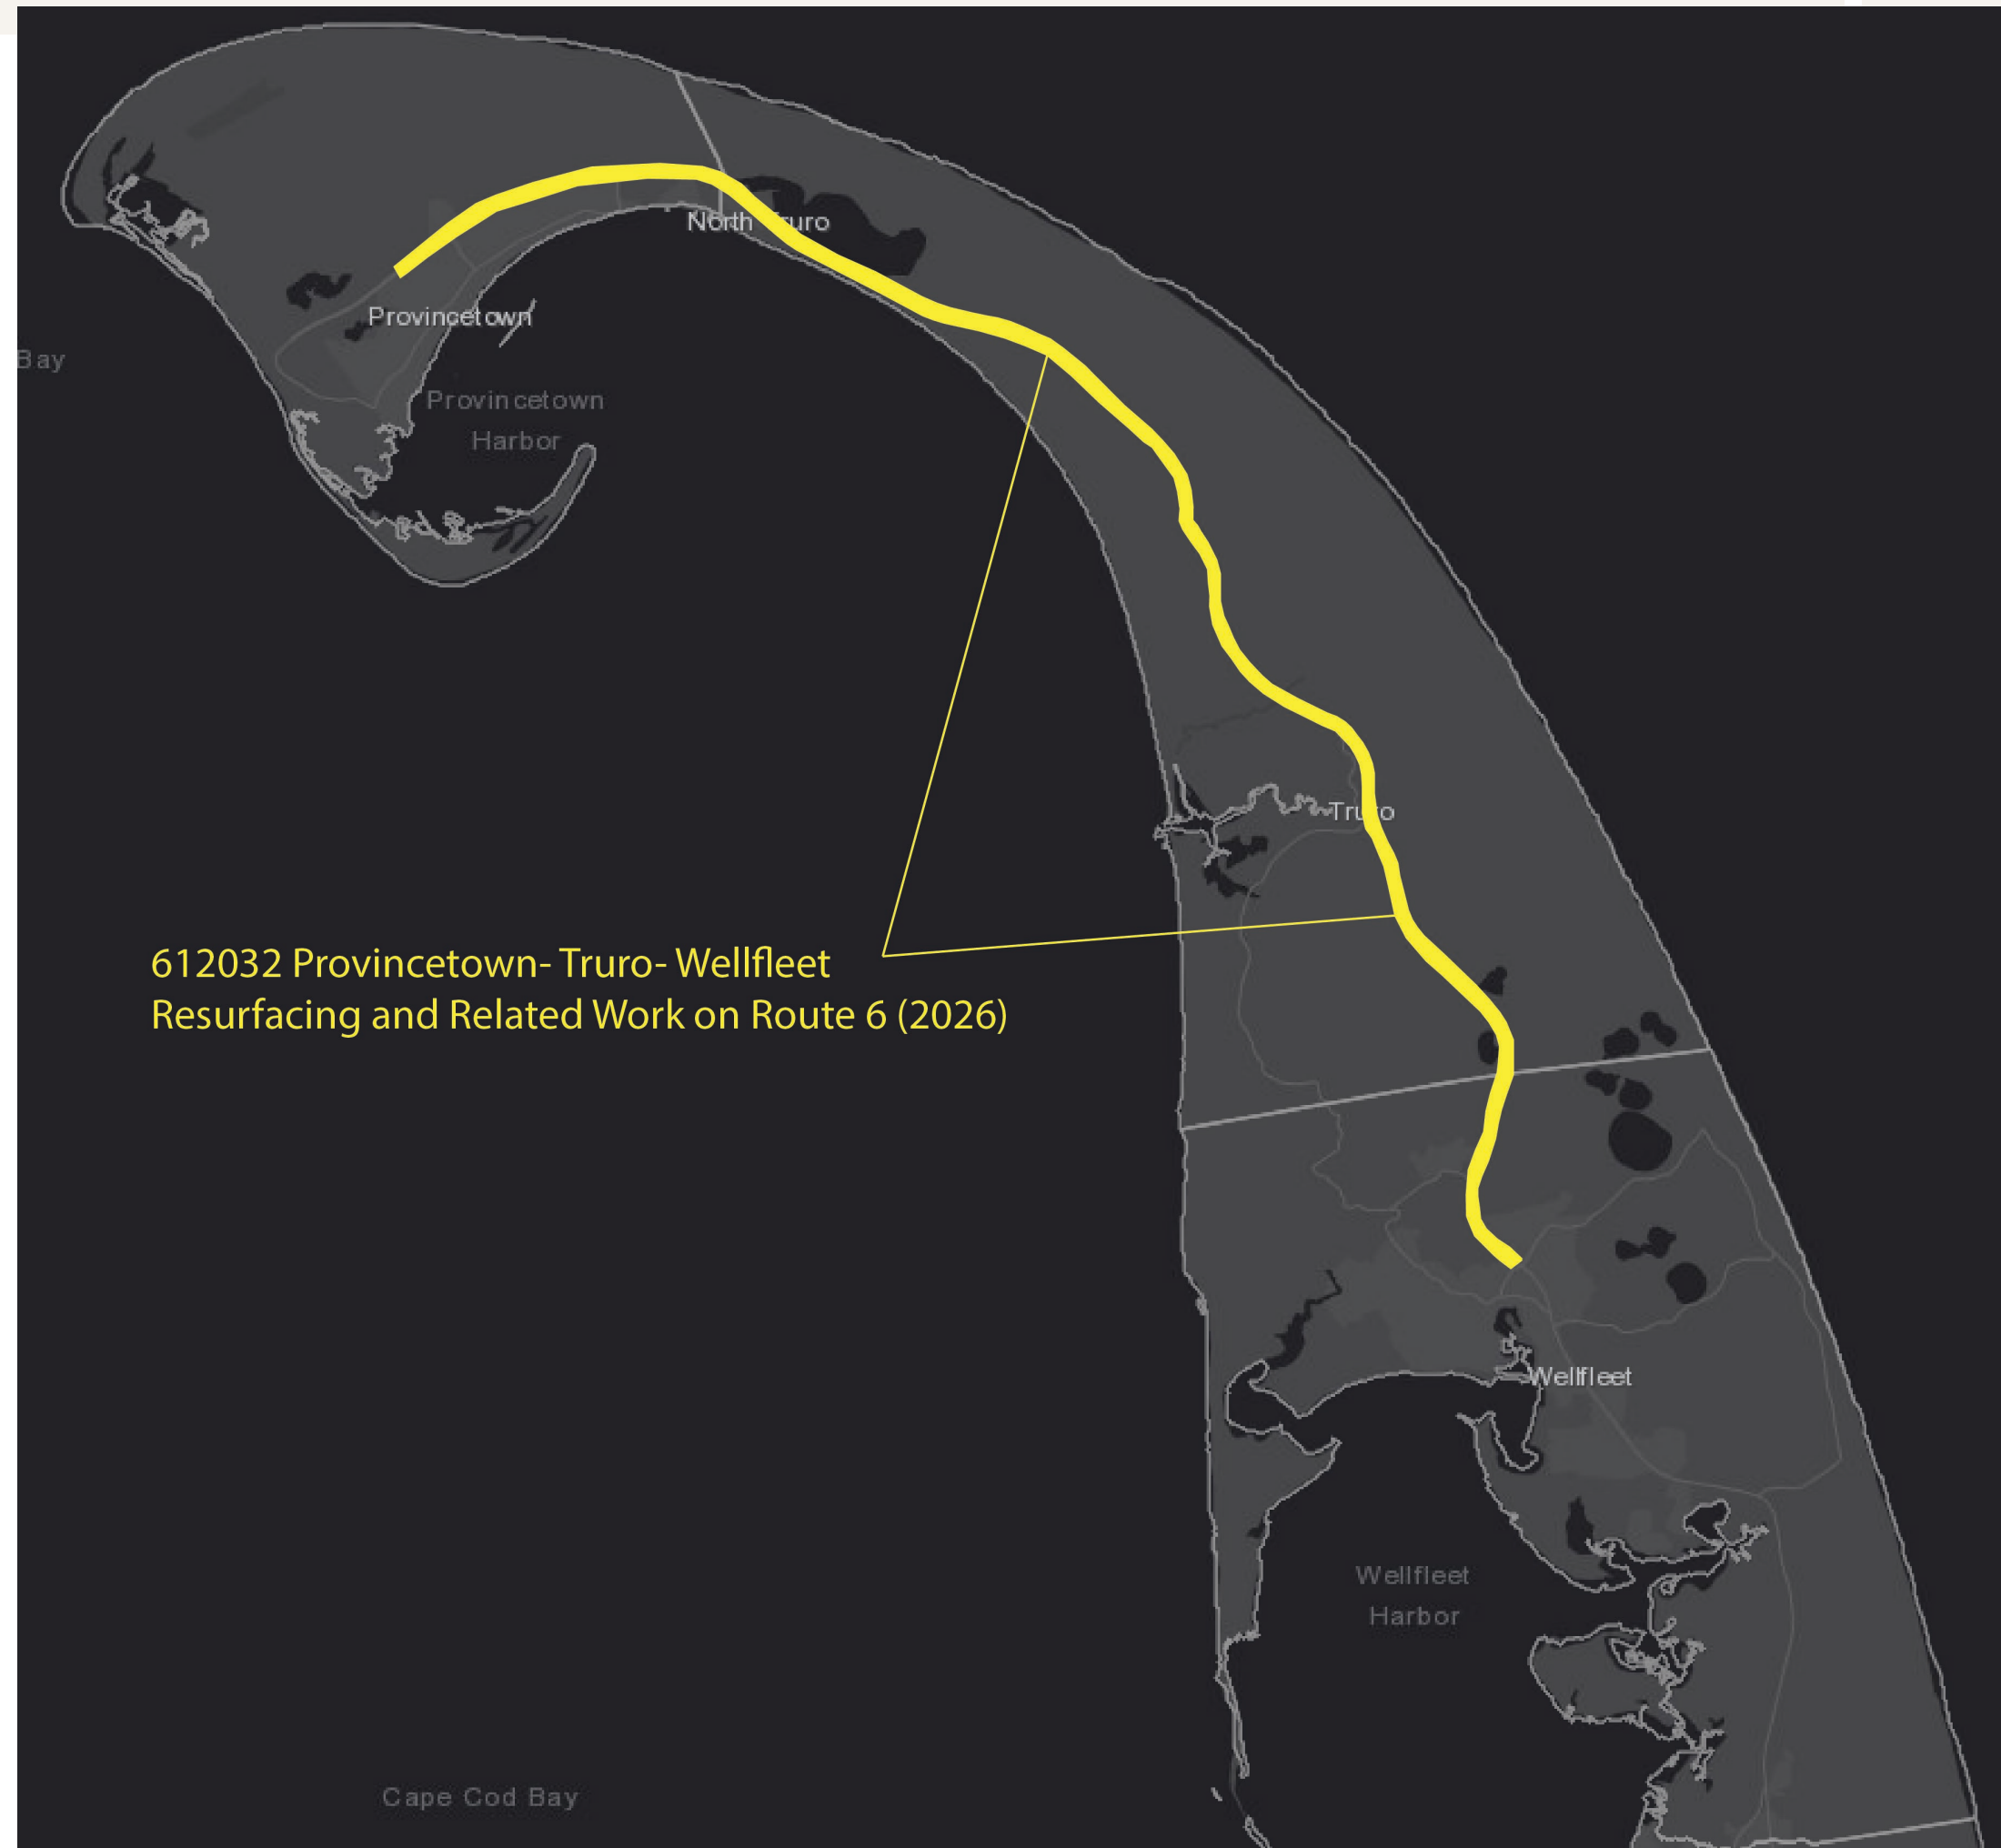 North Truro
Provincetown
Bay
Provincetown
Harbor
Truro
612032 Provincetown- Truro- Wellfleet
Resurfacing and Related Work on Route 6 (2026)
Wellfleet
Wellfleet
Harbor
Cape Cod Bay